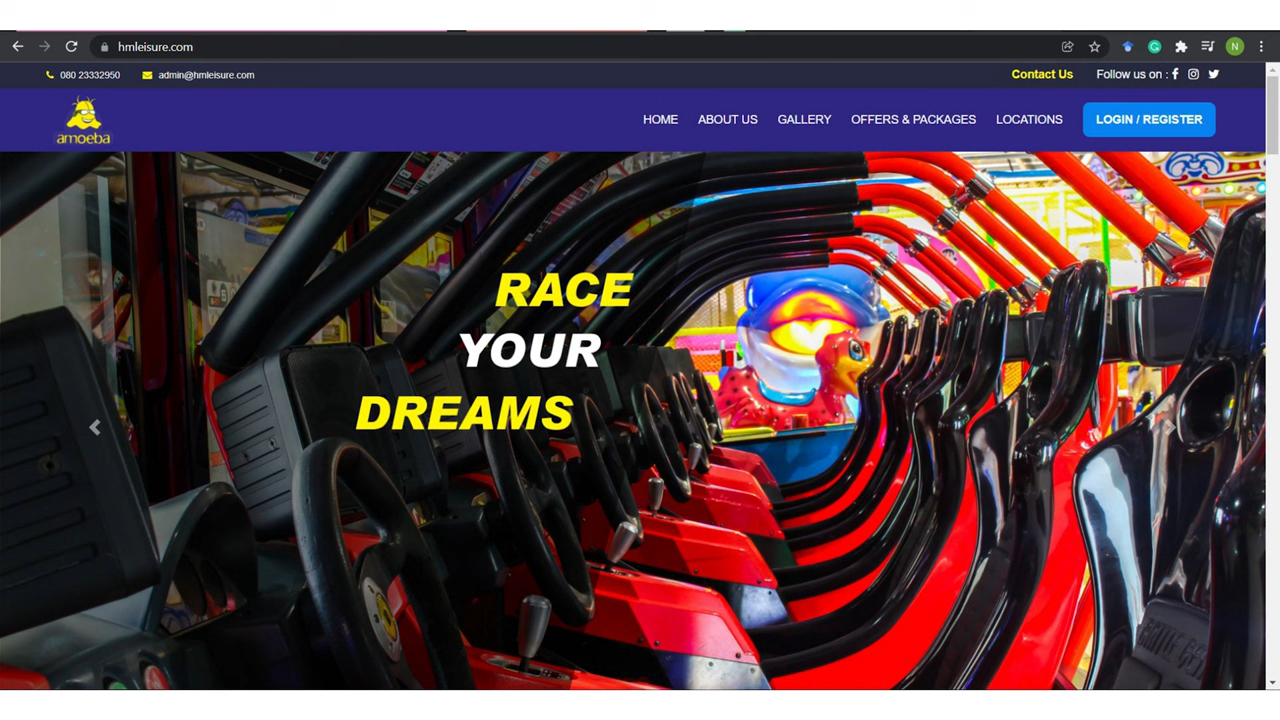 hmleisure.com
N
080 23332950 admin@hmleisure.com Contact Us Follow us on :
amoeba
HOME ABOUT US GALLERY OFFERS & PACKAGES LOCATIONS LOGIN / REGISTER
RACE
YOUR
DREAMS